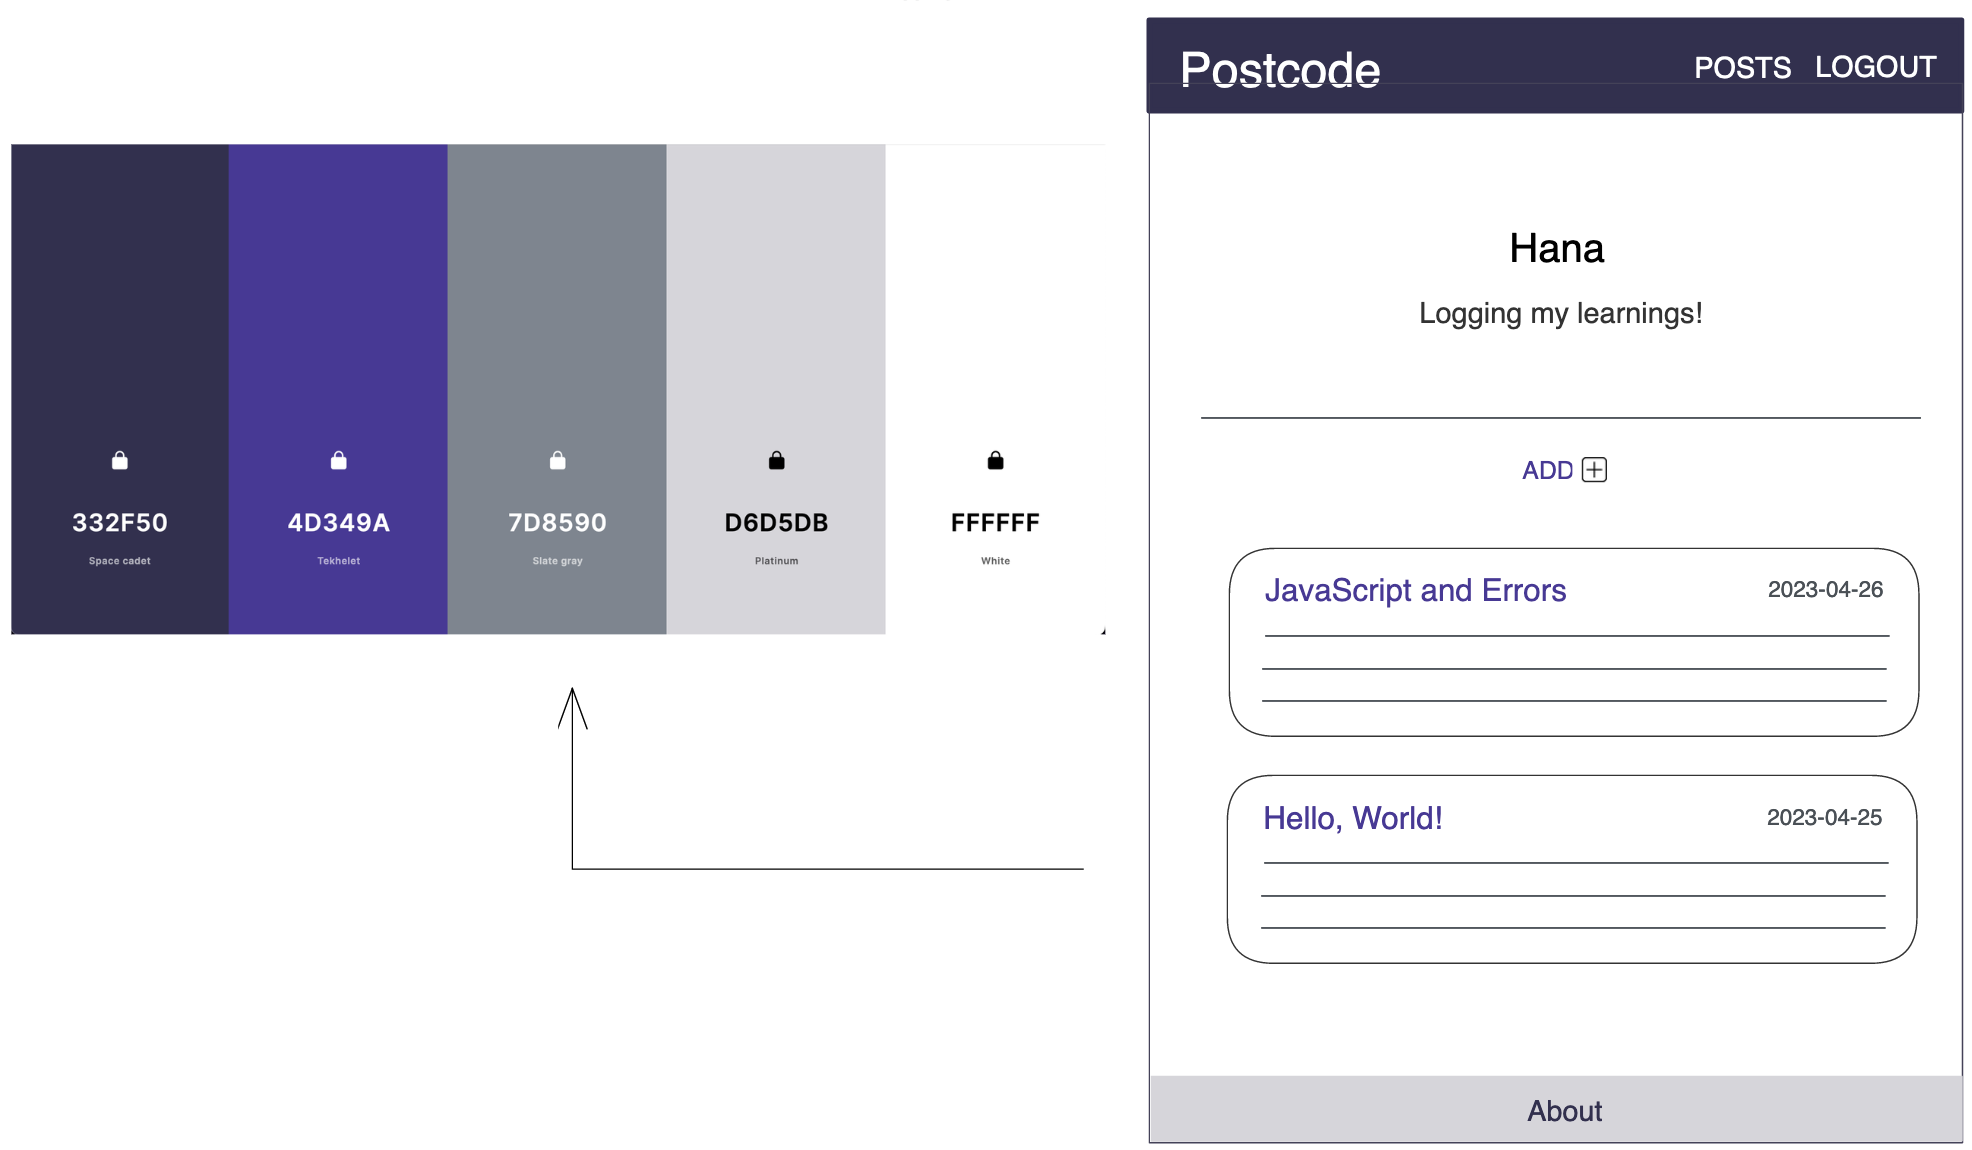 332F50
Space cadet
4D349A
Tekhelet
7D8590
Slate gray
D6D5DB
Platinum
FFFFFF
White
Postcode
POSTS LOGOUT
Hana
Logging my learnings!
ADD
JavaScript and Errors
2023-04-26
Hello, World!
2023-04-25
About